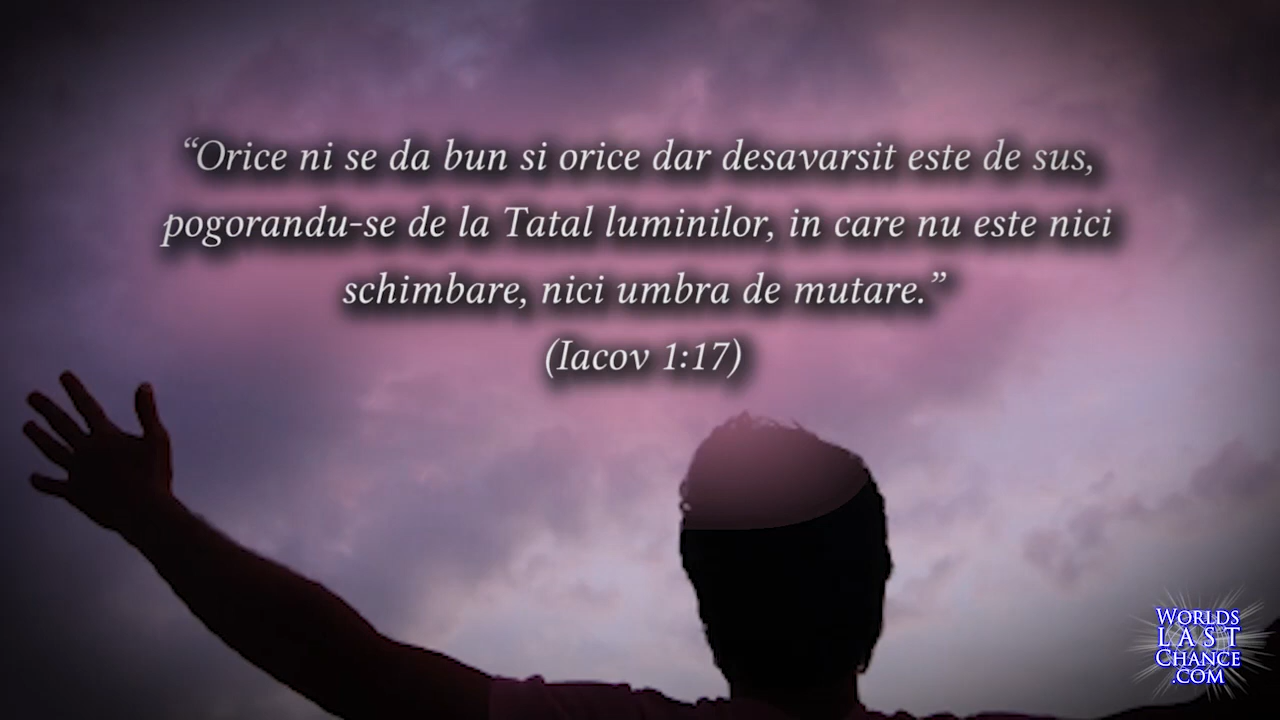 “Orice ni se da bun si orice dar desavarsit este de sus,
pogorandu-se de la Tatal luminilor, in care nu este nici
schimbare, nici umbra de mutare.”
(Iacov 1:17)
WORLDS
LAST
CHANCE
.COM